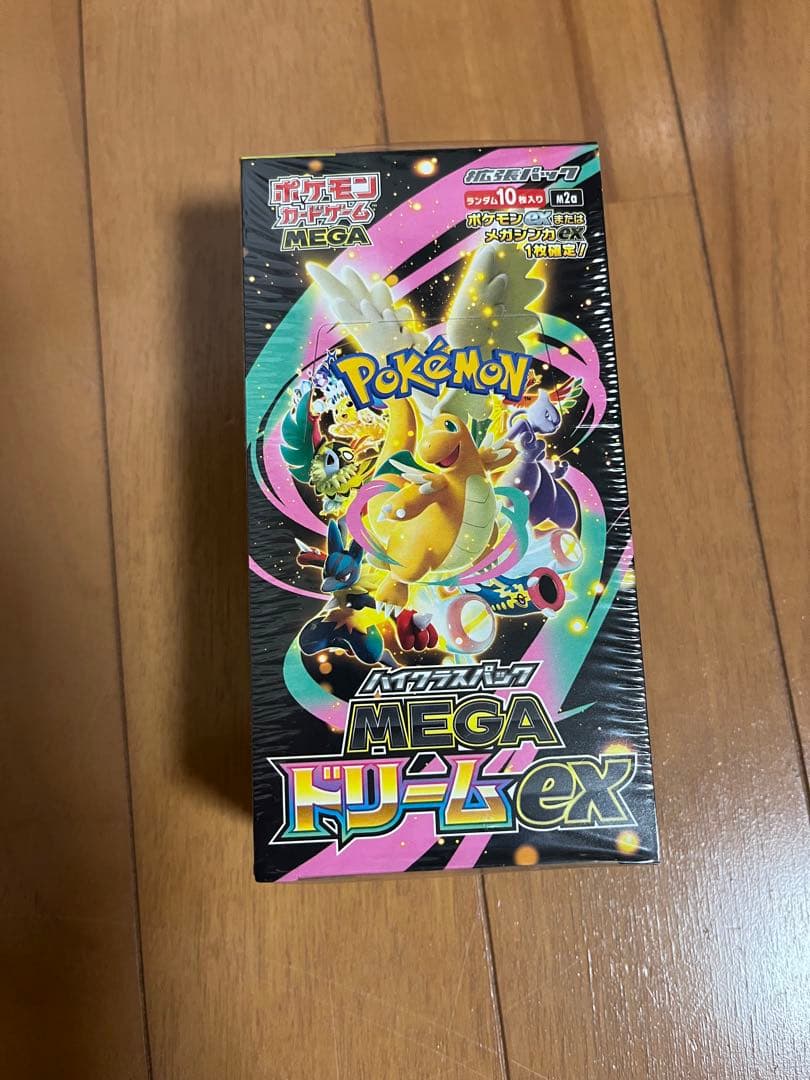 ポケモン
カードゲーム
MEGA
拡張パック
ランダム10枚入り M2a
ポケモンexまたは
メガシンカex
1枚確定!
POKéMON
ハイクラスパック
MEGA
ドリームex